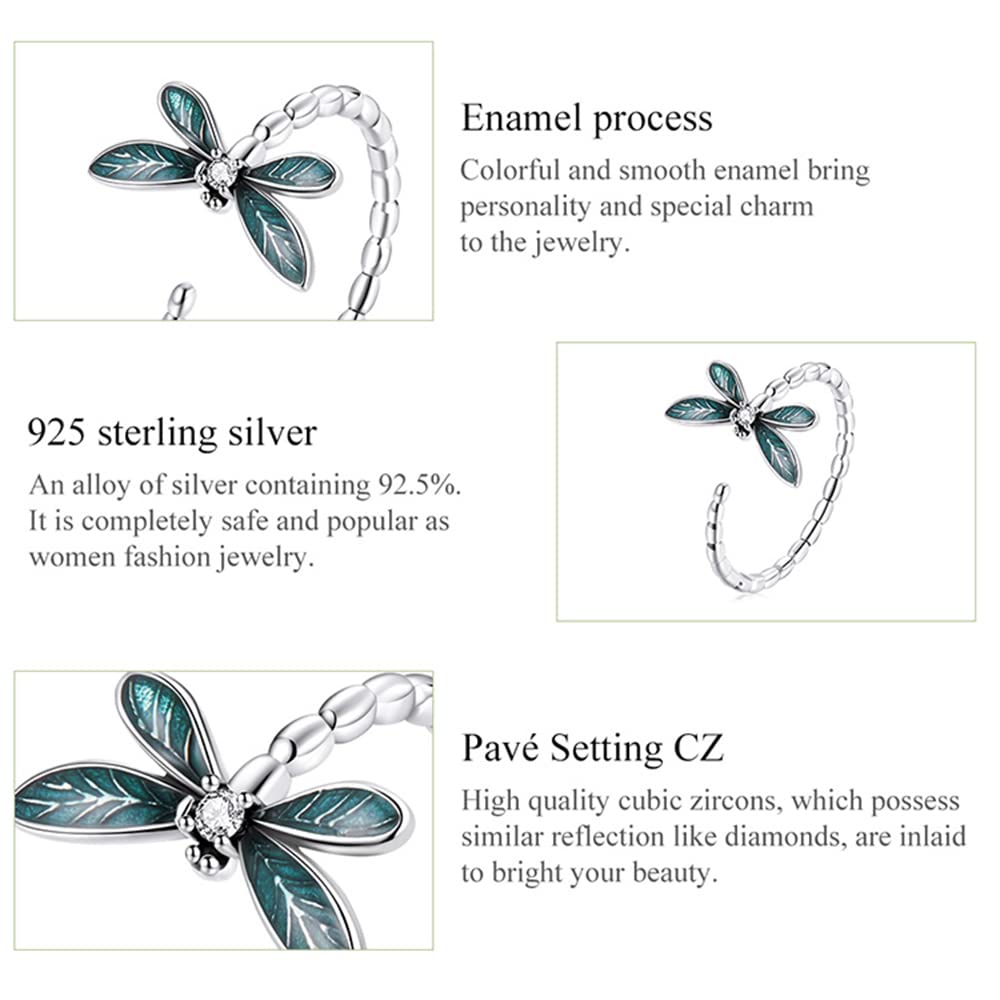 Enamel process
Colorful and smooth enamel bring
personality and special charm
to the jewelry.
925 sterling silver
An alloy of silver containing 92.5%.
It is completely safe and popular as
women fashion jewelry.
Pavé Setting CZ
High quality cubic zircons, which possess
similar reflection like diamonds, are inlaid
to bright your beauty.